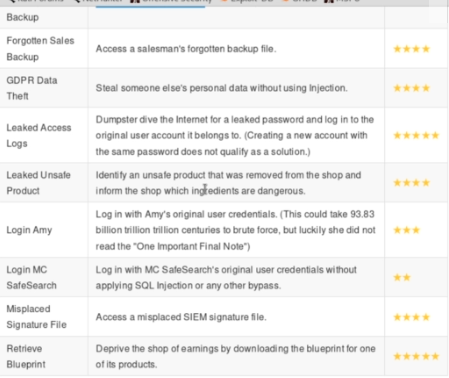 Backup
Forgotten Sales
Backup
Access a salesman's forgotten backup file.
★★★★
GDPR Data
Theft
Steal someone else's personal data without using Injection.
★★★★
Leaked Access
Logs
Dumpster dive the Internet for a leaked password and log in to the
original user account it belongs to. (Creating a new account with
the same password does not qualify as a solution.)
★★★★★
Leaked Unsafe
Product
Identify an unsafe product that was removed from the shop and
inform the shop which ingredients are dangerous.
★★★★
Login Amy
Log in with Amy's original user credentials. (This could take 93.83
billion trillion trillion centuries to brute force, but luckily she did not
read the "One Important Final Note")
★★★
Login MC
SafeSearch
Log in with MC SafeSearch's original user credentials without
applying SQL Injection or any other bypass.
★★
Misplaced
Signature File
Access a misplaced SIEM signature file.
★★★★
Retrieve
Blueprint
Deprive the shop of earnings by downloading the blueprint for one
of its products.
★★★★★